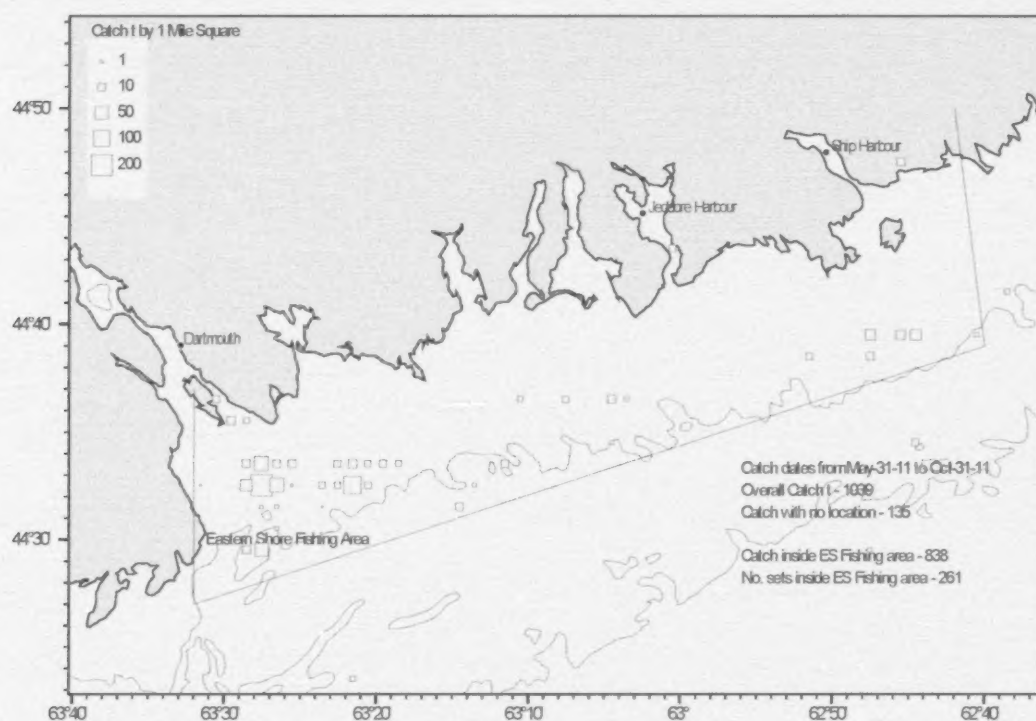 Catch t by 1 Mile Square
1
10
50
100
200
44°50'
44°40'
44°30'
Ship Harbour
Jeddore Harbour
Dartmouth
Eastern Shore Fishing Area
Catch dates from May-31-11 to Oct-31-11
Overall Catch t - 1939
Catch with no location - 135
Catch inside ES Fishing area - 838
No. sets inside ES Fishing area - 261
63°40 63°30' 63°20' 63°10' 63° 62°50' 62°40'